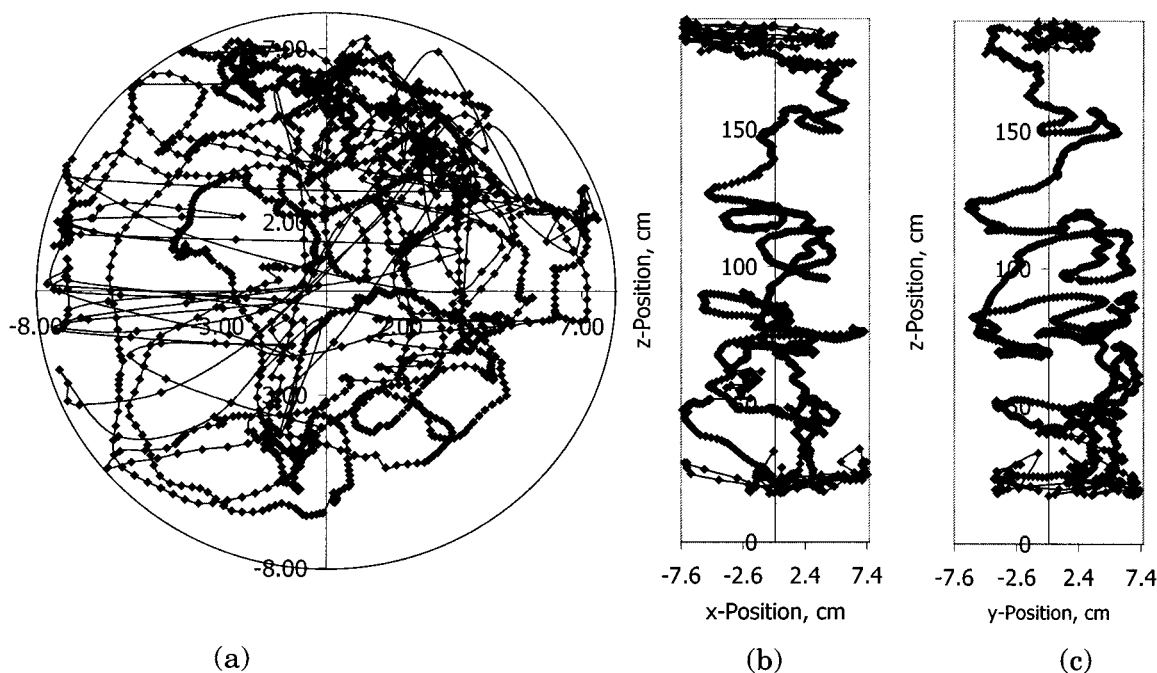 7.00
2.00
-8.00
-3.00
2.00
7.00
-8.00
(a)
z-Position, cm
150
100
0
-7.6 -2.6 2.4 7.4
x-Position, cm
(b)
z-Position, cm
150
100
50
0
-7.6 -2.6 2.4 7.4
y-Position, cm
(c)